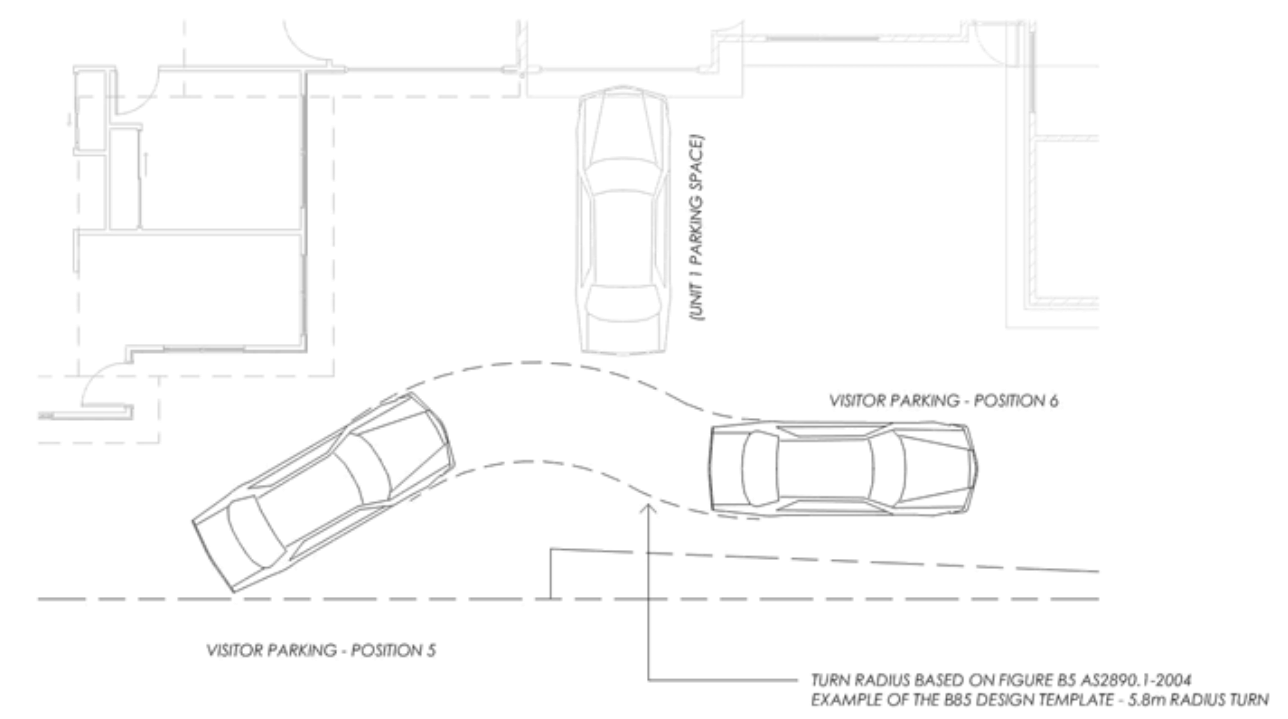 (UNIT 1 PARKING SPACE)
VISITOR PARKING - POSITION 6
VISITOR PARKING - POSITION 5
TURN RADIUS BASED ON FIGURE B5 AS2890.1-2004
EXAMPLE OF THE B85 DESIGN TEMPLATE - 5.8m RADIUS TURN